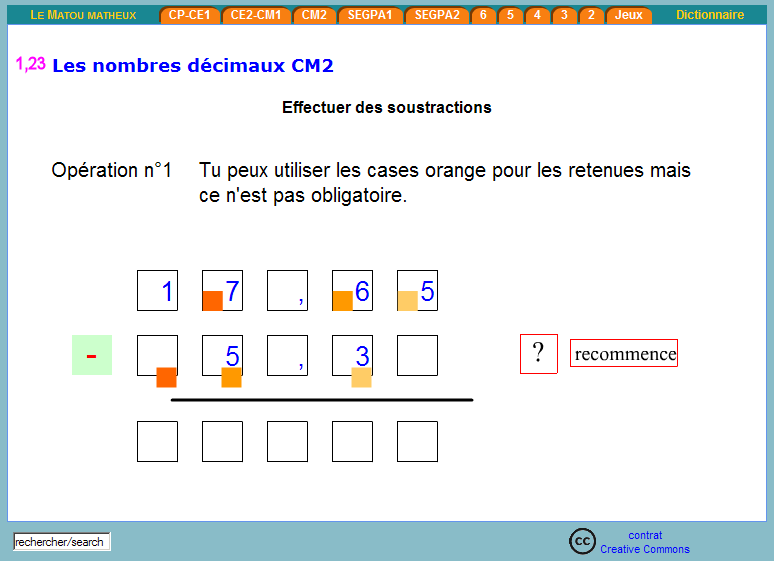 LE MATOU MATHEUX CP-CE1 CE2-CM1 CM2 SEGPA1 SEGPA2 6 5 4 3 2 Jeux Dictionnaire
1,23 Les nombres décimaux CM2
Effectuer des soustractions
Opération n°1 Tu peux utiliser les cases orange pour les retenues mais
ce n'est pas obligatoire.
1 7 , 6 5
- 5 , 3 ? recommence
rechercher/search
cc contrat
Creative Commons